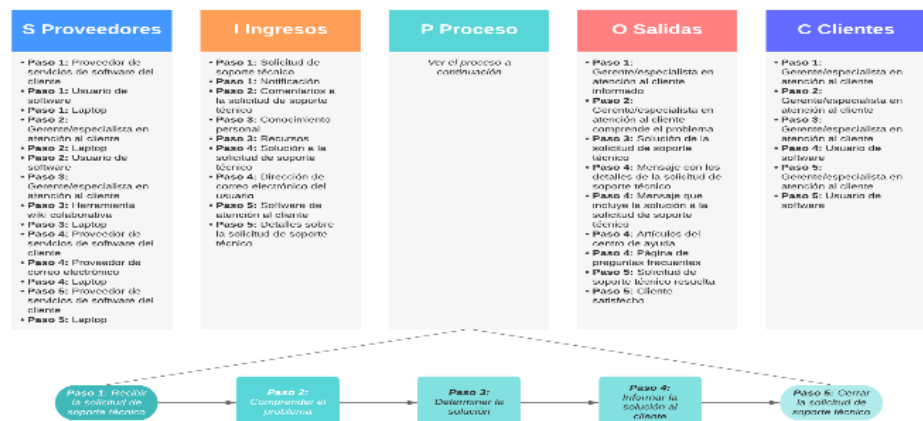 S Proveedores
I Ingresos
P Proceso
O Salidas
C Clientes
• Paso 1: Proveedor de
servicios de software del
cliente
• Paso 1: Usuario de
software
• Paso 1: Laptop
• Paso 2:
Gerente/especialista en
atención al cliente
• Paso 2: Laptop
• Paso 2: Usuario de
software
• Paso 3:
Gerente/especialista en
atención al cliente
• Paso 3: Herramienta
wiki colaborativa
• Paso 3: Laptop
• Paso 4: Proveedor de
servicios de software del
cliente
• Paso 4: Proveedor de
correo electrónico
• Paso 4: Laptop
• Paso 5: Proveedor de
servicios de software del
cliente
• Paso 5: Laptop
• Paso 1: Solicitud de
soporte técnico
• Paso 1: Notificación
• Paso 2: Comentarios a
la solicitud de soporte
técnico
• Paso 3: Conocimiento
personal
• Paso 3: Recursos
• Paso 4: Solución a la
solicitud de soporte
técnico
• Paso 4: Dirección de
correo electrónico del
usuario
• Paso 5: Software de
atención al cliente
• Paso 5: Detalles sobre
la solicitud de soporte
técnico
Ver el proceso a
continuación
• Paso 1:
Gerente/especialista en
atención al cliente
informado
• Paso 2:
Gerente/especialista en
atención al cliente
comprende el problema
• Paso 3: Solución de la
solicitud de soporte
técnico
• Paso 4: Mensaje con los
detalles de la solicitud de
soporte técnico
• Paso 4: Mensaje que
incluye la solución a la
solicitud de soporte
técnico
• Paso 4: Artículos del
centro de ayuda
• Paso 4: Página de
preguntas frecuentes
• Paso 5: Solicitud de
soporte técnico resuelta
• Paso 5: Cliente
satisfecho
• Paso 1:
Gerente/especialista en
atención al cliente
• Paso 2:
Gerente/especialista en
atención al cliente
• Paso 3:
Gerente/especialista en
atención al cliente
• Paso 4: Usuario de
software
• Paso 5:
Gerente/especialista en
atención al cliente
• Paso 5: Usuario de
software
Paso 1: Recibir
la solicitud de
soporte técnico
Paso 2:
Comprender el
problema
Paso 3:
Determinar la
solución
Paso 4:
Informar la
solución al
cliente
Paso 5: Cerrar
la solicitud de
soporte técnico